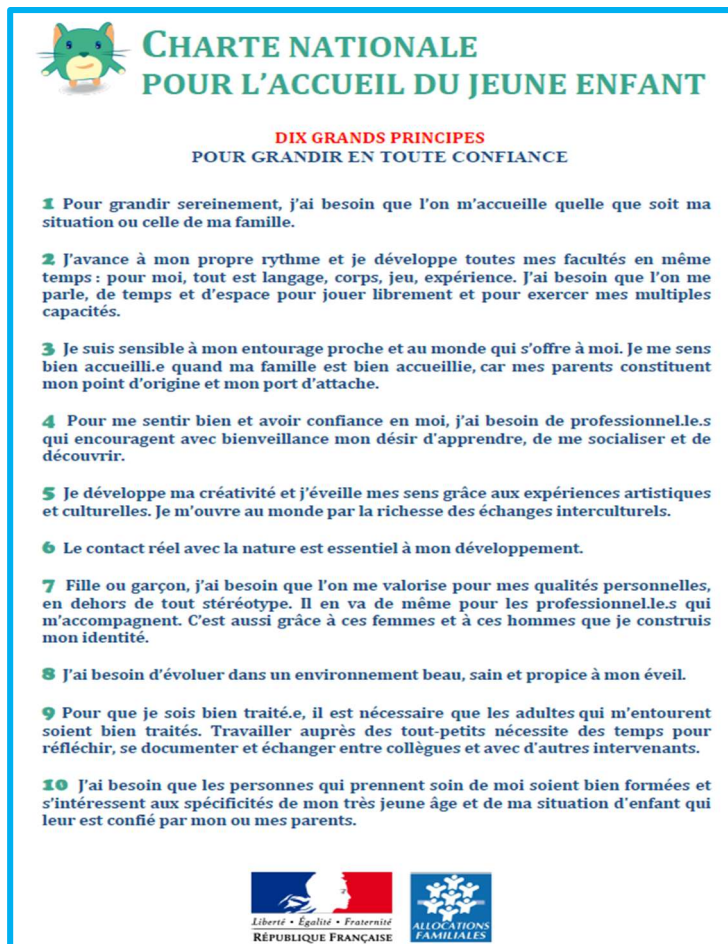 CHARTE NATIONALE
POUR L'ACCUEIL DU JEUNE ENFANT
DIX GRANDS PRINCIPES
POUR GRANDIR EN TOUTE CONFIANCE
1 Pour grandir sereinement, j'ai besoin que l'on m'accueille quelle que soit ma
situation ou celle de ma famille.
2 J'avance à mon propre rythme et je développe toutes mes facultés en même
temps : pour moi, tout est langage, corps, jeu, expérience. J'ai besoin que l'on me
parle, de temps et d'espace pour jouer librement et pour exercer mes multiples
capacités.
3 Je suis sensible à mon entourage proche et au monde qui s'offre à moi. Je me sens
bien accueilli.e quand ma famille est bien accueillie, car mes parents constituent
mon point d'origine et mon port d'attache.
4 Pour me sentir bien et avoir confiance en moi, j'ai besoin de professionnel.le.s
qui encouragent avec bienveillance mon désir d'apprendre, de me socialiser et de
découvrir.
5 Je développe ma créativité et j'éveille mes sens grâce aux expériences artistiques
et culturelles. Je m'ouvre au monde par la richesse des échanges interculturels.
6 Le contact réel avec la nature est essentiel à mon développement.
7 Fille ou garçon, j'ai besoin que l'on me valorise pour mes qualités personnelles,
en dehors de tout stéréotype. Il en va de même pour les professionnel.le.s qui
m'accompagnent. C'est aussi grâce à ces femmes et à ces hommes que je construis
mon identité.
8 J'ai besoin d'évoluer dans un environnement beau, sain et propice à mon éveil.
9 Pour que je sois bien traité.e, il est nécessaire que les adultes qui m'entourent
soient bien traités. Travailler auprès des tout-petits nécessite des temps pour
réfléchir, se documenter et échanger entre collègues et avec d'autres intervenants.
10 J'ai besoin que les personnes qui prennent soin de moi soient bien formées et
s'intéressent aux spécificités de mon très jeune âge et de ma situation d'enfant qui
leur est confié par mon ou mes parents.
Liberté • Égalité • Fraternité
RÉPUBLIQUE FRANÇAISE
ALLOCATIONS
FAMILIALES